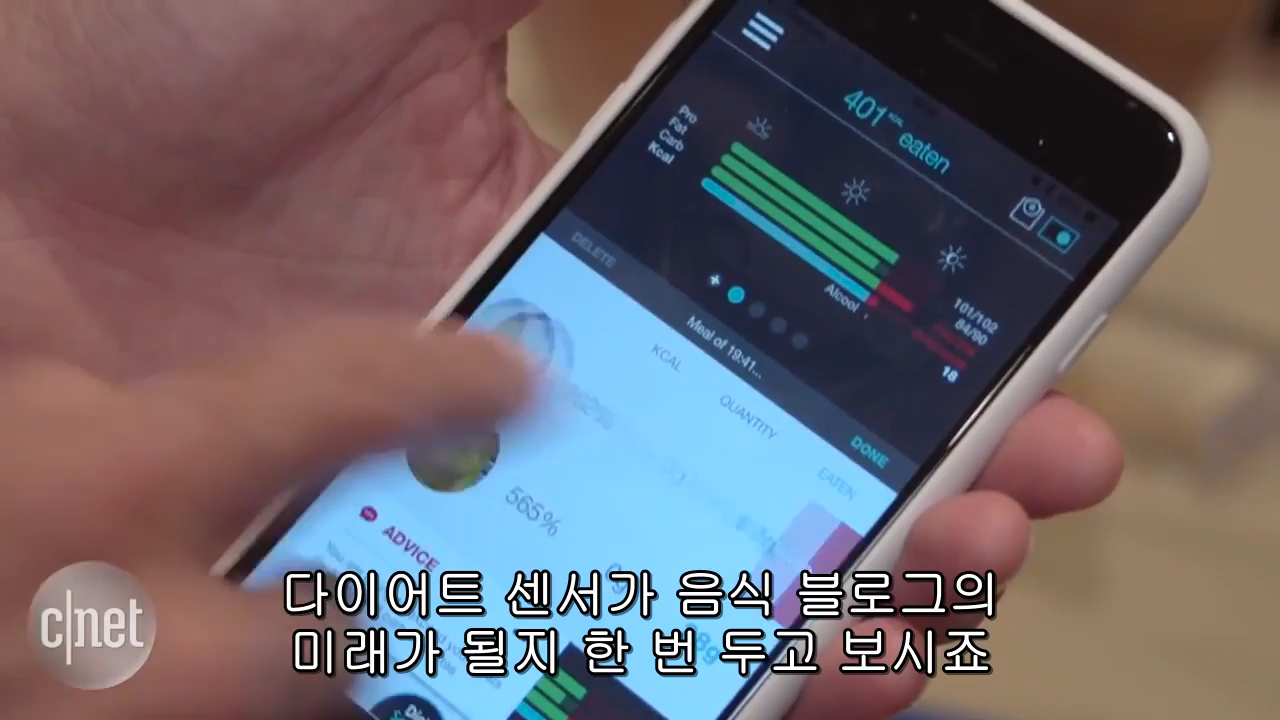 401 KCAL eaten
Pro
Fat
Carb
Kcal
Alcool
101/102
84/90
18
DELETE
Meal of 19:41...
DONE
KCAL
QUANTITY
EATEN
565%
ADVICE
c|net
다이어트 센서가 음식 블로그의
미래가 될지 한 번 두고 보시죠